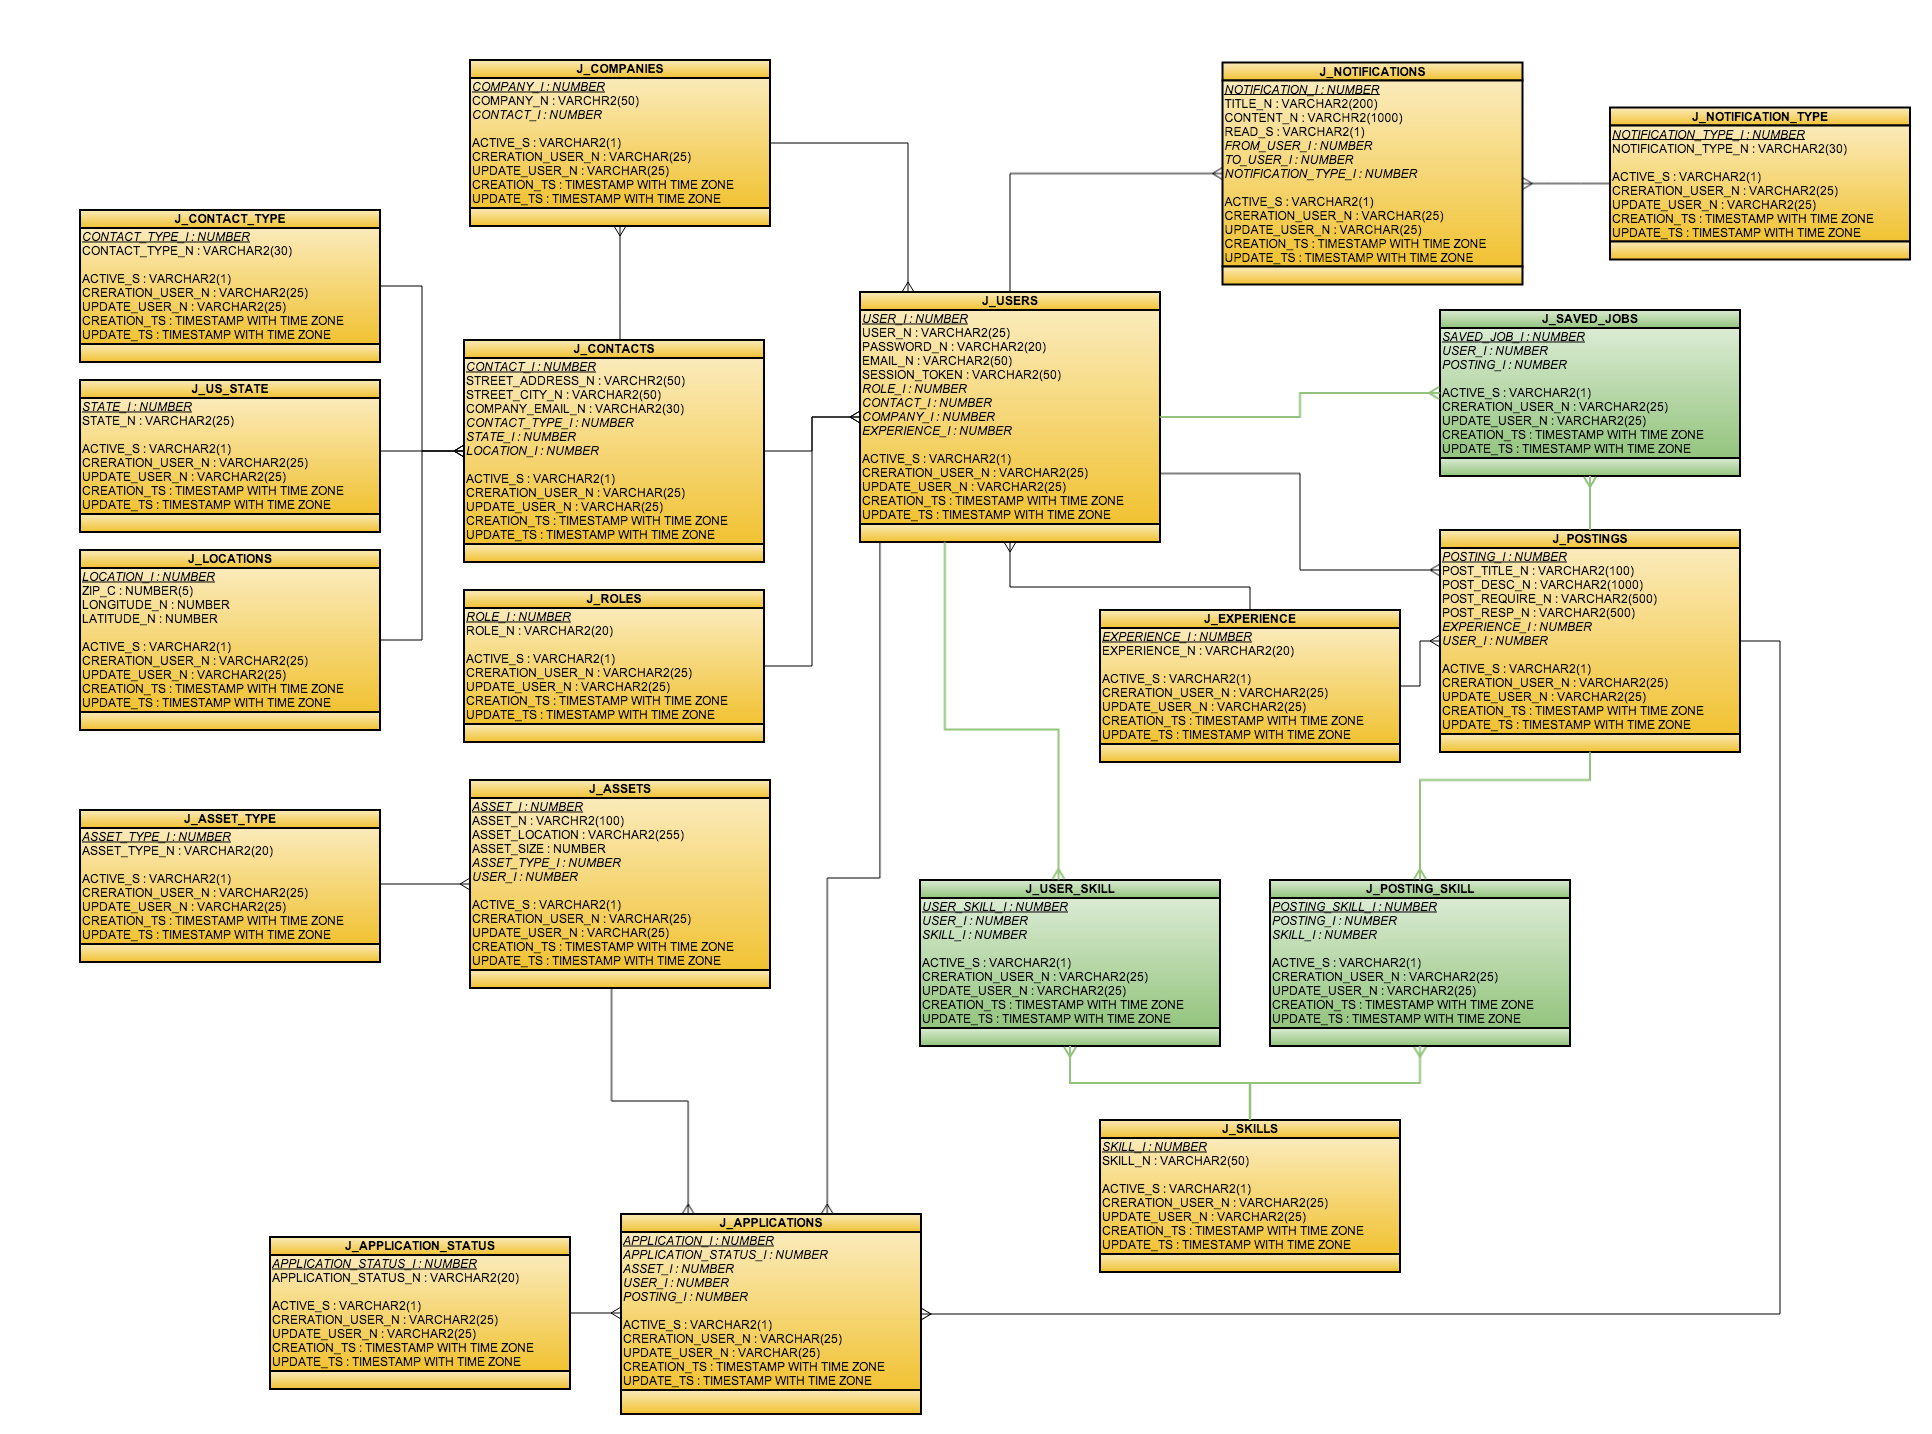 J_COMPANIES
COMPANY_I : NUMBER
COMPANY_N : VARCHR2(50)
CONTACT_I : NUMBER
ACTIVE_S : VARCHAR2(1)
CRERATION_USER_N : VARCHAR(25)
UPDATE_USER_N : VARCHAR(25)
CREATION_TS : TIMESTAMP WITH TIME ZONE
UPDATE_TS : TIMESTAMP WITH TIME ZONE
J_NOTIFICATIONS
NOTIFICATION_I : NUMBER
TITLE_N : VARCHAR2(200)
CONTENT_N : VARCHR2(1000)
READ_S : VARCHAR2(1)
FROM_USER_I : NUMBER
TO_USER_I : NUMBER
NOTIFICATION_TYPE_I : NUMBER
ACTIVE_S : VARCHAR2(1)
CRERATION_USER_N : VARCHAR(25)
UPDATE_USER_N : VARCHAR(25)
CREATION_TS : TIMESTAMP WITH TIME ZONE
UPDATE_TS : TIMESTAMP WITH TIME ZONE
J_NOTIFICATION_TYPE
NOTIFICATION_TYPE_I : NUMBER
NOTIFICATION_TYPE_N : VARCHAR2(30)
ACTIVE_S : VARCHAR2(1)
CRERATION_USER_N : VARCHAR2(25)
UPDATE_USER_N : VARCHAR2(25)
CREATION_TS : TIMESTAMP WITH TIME ZONE
UPDATE_TS : TIMESTAMP WITH TIME ZONE
J_CONTACT_TYPE
CONTACT_TYPE_I : NUMBER
CONTACT_TYPE_N : VARCHAR2(30)
ACTIVE_S : VARCHAR2(1)
CRERATION_USER_N : VARCHAR2(25)
UPDATE_USER_N : VARCHAR2(25)
CREATION_TS : TIMESTAMP WITH TIME ZONE
UPDATE_TS : TIMESTAMP WITH TIME ZONE
J_USERS
USER_I : NUMBER
USER_N : VARCHAR2(25)
PASSWORD_N : VARCHAR2(20)
EMAIL_N : VARCHAR2(50)
SESSION_TOKEN : VARCHAR2(50)
ROLE_I : NUMBER
CONTACT_I : NUMBER
COMPANY_I : NUMBER
EXPERIENCE_I : NUMBER
ACTIVE_S : VARCHAR2(1)
CRERATION_USER_N : VARCHAR2(25)
UPDATE_USER_N : VARCHAR2(25)
CREATION_TS : TIMESTAMP WITH TIME ZONE
UPDATE_TS : TIMESTAMP WITH TIME ZONE
J_SAVED_JOBS
SAVED_JOB_I : NUMBER
USER_I : NUMBER
POSTING_I : NUMBER
ACTIVE_S : VARCHAR2(1)
CRERATION_USER_N : VARCHAR2(25)
UPDATE_USER_N : VARCHAR2(25)
CREATION_TS : TIMESTAMP WITH TIME ZONE
UPDATE_TS : TIMESTAMP WITH TIME ZONE
J_CONTACTS
CONTACT_I : NUMBER
STREET_ADDRESS_N : VARCHR2(50)
STREET_CITY_N : VARCHR2(50)
COMPANY_EMAIL_N : VARCHAR2(30)
CONTACT_TYPE_I : NUMBER
STATE_I : NUMBER
LOCATION_I : NUMBER
ACTIVE_S : VARCHAR2(1)
CRERATION_USER_N : VARCHAR(25)
UPDATE_USER_N : VARCHAR(25)
CREATION_TS : TIMESTAMP WITH TIME ZONE
UPDATE_TS : TIMESTAMP WITH TIME ZONE
J_US_STATE
STATE_I : NUMBER
STATE_N : VARCHAR2(25)
ACTIVE_S : VARCHAR2(1)
CRERATION_USER_N : VARCHAR2(25)
UPDATE_USER_N : VARCHAR2(25)
CREATION_TS : TIMESTAMP WITH TIME ZONE
UPDATE_TS : TIMESTAMP WITH TIME ZONE
J_POSTINGS
POSTING_I : NUMBER
POST_TITLE_N : VARCHAR2(100)
POST_DESC_N : VARCHAR2(1000)
POST_REQUIRE_N : VARCHAR2(500)
POST_RESP_N : VARCHAR2(500)
EXPERIENCE_I : NUMBER
USER_I : NUMBER
ACTIVE_S : VARCHAR2(1)
CRERATION_USER_N : VARCHAR2(25)
UPDATE_USER_N : VARCHAR2(25)
CREATION_TS : TIMESTAMP WITH TIME ZONE
UPDATE_TS : TIMESTAMP WITH TIME ZONE
J_LOCATIONS
LOCATION_I : NUMBER
ZIP_C : NUMBER(5)
LONGITUDE_N : NUMBER
LATITUDE_N : NUMBER
ACTIVE_S : VARCHAR2(1)
CRERATION_USER_N : VARCHAR2(25)
UPDATE_USER_N : VARCHAR2(25)
CREATION_TS : TIMESTAMP WITH TIME ZONE
UPDATE_TS : TIMESTAMP WITH TIME ZONE
J_ROLES
ROLE_I : NUMBER
ROLE_N : VARCHAR2(20)
ACTIVE_S : VARCHAR2(1)
CRERATION_USER_N : VARCHAR2(25)
UPDATE_USER_N : VARCHAR2(25)
CREATION_TS : TIMESTAMP WITH TIME ZONE
UPDATE_TS : TIMESTAMP WITH TIME ZONE
J_EXPERIENCE
EXPERIENCE_I : NUMBER
EXPERIENCE_N : VARCHAR2(20)
ACTIVE_S : VARCHAR2(1)
CRERATION_USER_N : VARCHAR2(25)
UPDATE_USER_N : VARCHAR2(25)
CREATION_TS : TIMESTAMP WITH TIME ZONE
UPDATE_TS : TIMESTAMP WITH TIME ZONE
J_ASSETS
ASSET_I : NUMBER
ASSET_N : VARCHR2(100)
ASSET_LOCATION : VARCHAR2(255)
ASSET_SIZE : NUMBER
ASSET_TYPE_I : NUMBER
USER_I : NUMBER
ACTIVE_S : VARCHAR2(1)
CRERATION_USER_N : VARCHAR(25)
UPDATE_USER_N : VARCHAR(25)
CREATION_TS : TIMESTAMP WITH TIME ZONE
UPDATE_TS : TIMESTAMP WITH TIME ZONE
J_ASSET_TYPE
ASSET_TYPE_I : NUMBER
ASSET_TYPE_N : VARCHAR2(20)
ACTIVE_S : VARCHAR2(1)
CRERATION_USER_N : VARCHAR2(25)
UPDATE_USER_N : VARCHAR2(25)
CREATION_TS : TIMESTAMP WITH TIME ZONE
UPDATE_TS : TIMESTAMP WITH TIME ZONE
J_USER_SKILL
USER_SKILL_I : NUMBER
USER_I : NUMBER
SKILL_I : NUMBER
ACTIVE_S : VARCHAR2(1)
CRERATION_USER_N : VARCHAR2(25)
UPDATE_USER_N : VARCHAR2(25)
CREATION_TS : TIMESTAMP WITH TIME ZONE
UPDATE_TS : TIMESTAMP WITH TIME ZONE
J_POSTING_SKILL
POSTING_SKILL_I : NUMBER
POSTING_I : NUMBER
SKILL_I : NUMBER
ACTIVE_S : VARCHAR2(1)
CRERATION_USER_N : VARCHAR2(25)
UPDATE_USER_N : VARCHAR2(25)
CREATION_TS : TIMESTAMP WITH TIME ZONE
UPDATE_TS : TIMESTAMP WITH TIME ZONE
J_SKILLS
SKILL_I : NUMBER
SKILL_N : VARCHAR2(50)
ACTIVE_S : VARCHAR2(1)
CRERATION_USER_N : VARCHAR2(25)
UPDATE_USER_N : VARCHAR2(25)
CREATION_TS : TIMESTAMP WITH TIME ZONE
UPDATE_TS : TIMESTAMP WITH TIME ZONE
J_APPLICATIONS
APPLICATION_I : NUMBER
APPLICATION_STATUS_I : NUMBER
ASSET_I : NUMBER
USER_I : NUMBER
POSTING_I : NUMBER
ACTIVE_S : VARCHAR2(1)
CRERATION_USER_N : VARCHAR(25)
UPDATE_USER_N : VARCHAR(25)
CREATION_TS : TIMESTAMP WITH TIME ZONE
UPDATE_TS : TIMESTAMP WITH TIME ZONE
J_APPLICATION_STATUS
APPLICATION_STATUS_I : NUMBER
APPLICATION_STATUS_N : VARCHAR2(20)
ACTIVE_S : VARCHAR2(1)
CRERATION_USER_N : VARCHAR2(25)
UPDATE_USER_N : VARCHAR2(25)
CREATION_TS : TIMESTAMP WITH TIME ZONE
UPDATE_TS : TIMESTAMP WITH TIME ZONE